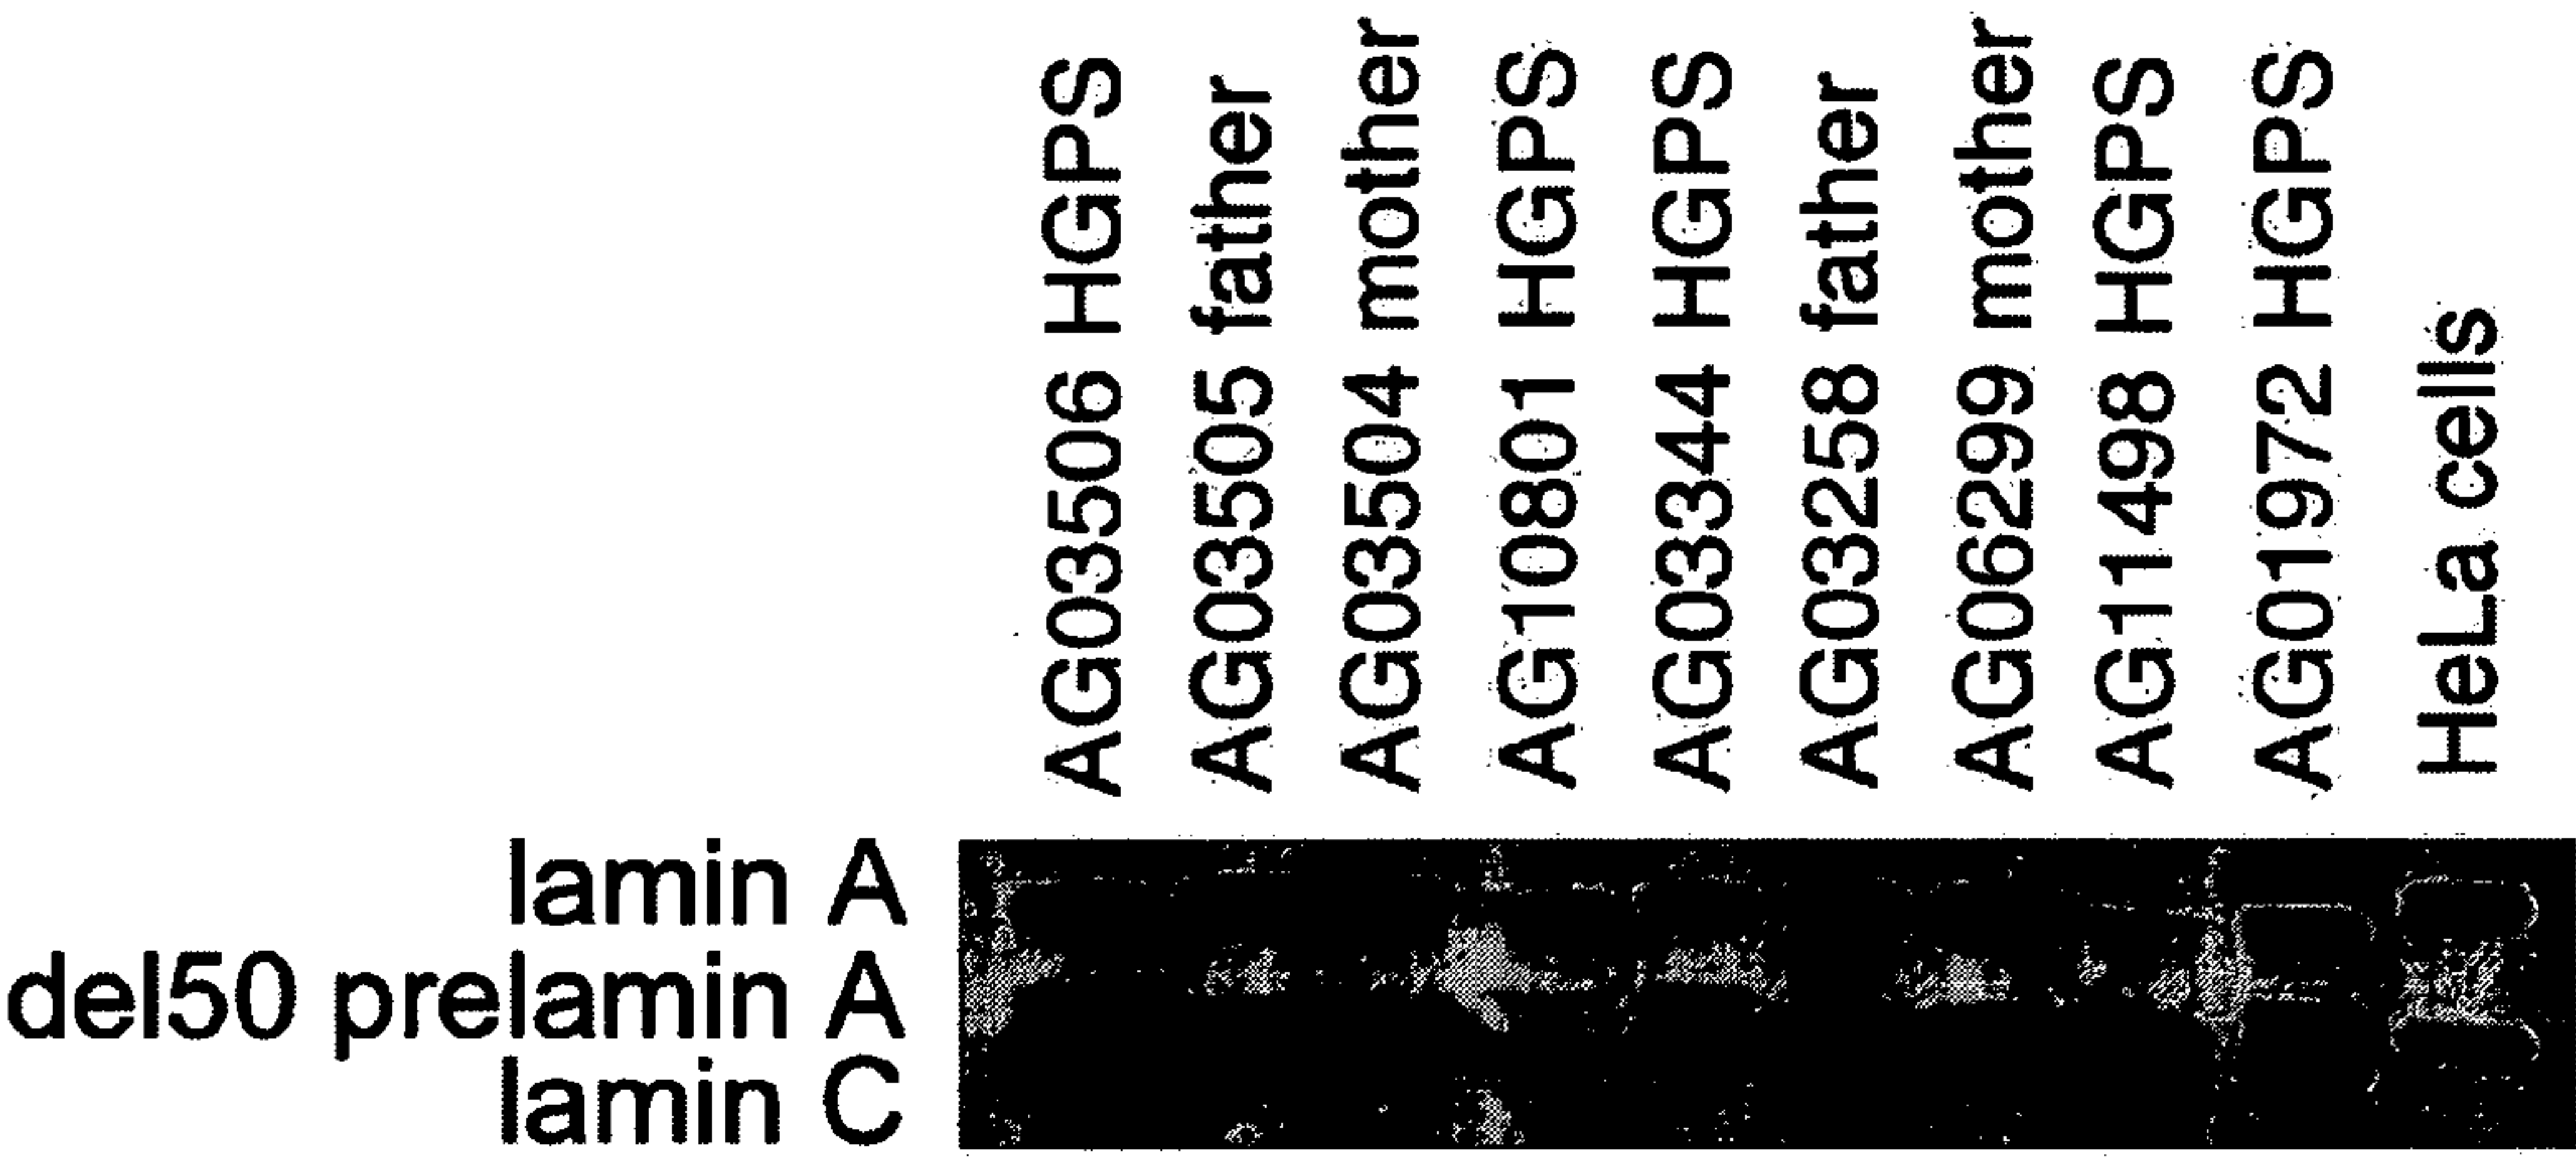 AG03506 HGPS
AG03505 father
AG03504 mother
AG10801 HGPS
AG03344 HGPS
AG03258 father
AG06299 mother
AG11498 HGPS
AG01972 HGPS
HeLa cells
lamin A
del50 prelamin A
lamin C